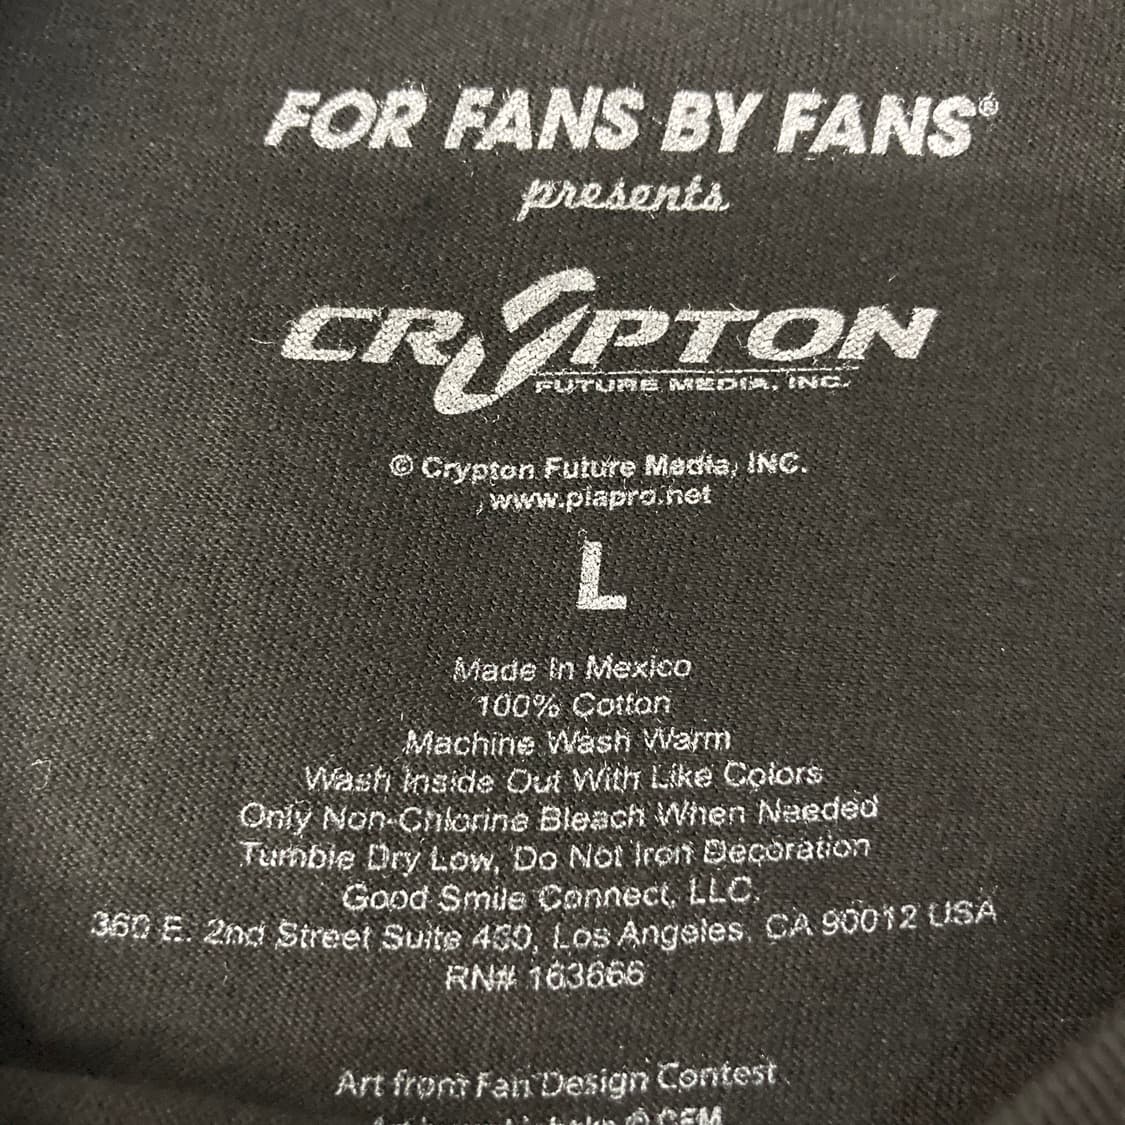 FOR FANS BY FANS®
presents
CRYPTON
FUTURE MEDIA, INC.
© Crypton Future Media, INC.
www.piapro.net
L
Made In Mexico
100% Cotton
Machine Wash Warm
Wash Inside Out With Like Colors
Only Non-Chlorine Bleach When Needed
Tumble Dry Low, Do Not Iron Decoration
Good Smile Connect, LLC.
360 E. 2nd Street Suite 400, Los Angeles, CA 90012 USA
RN# 163666
Art from Fan Design Contest
© CFM